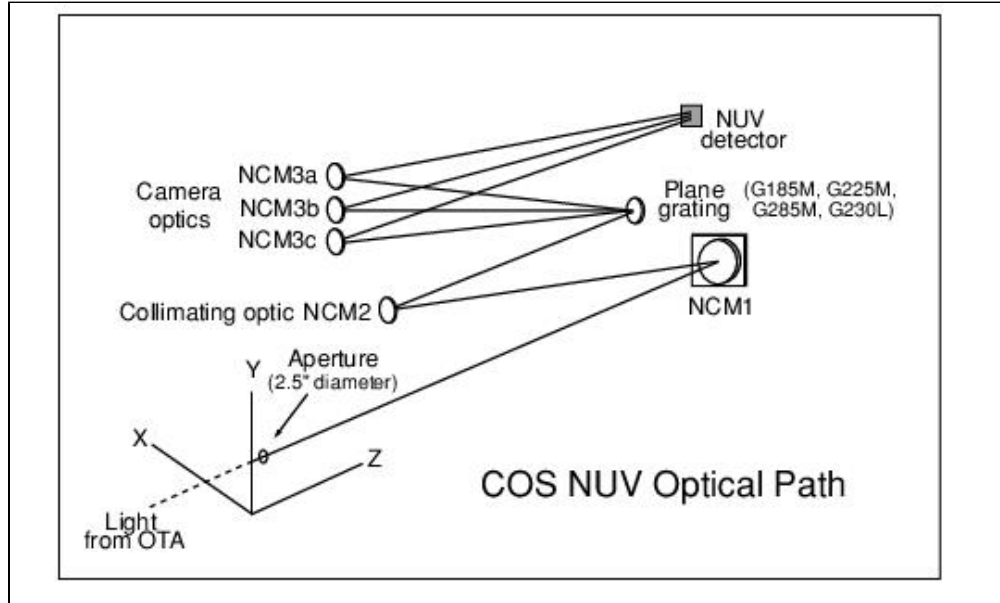 NUV
detector
NCM3a
Camera
optics
NCM3b
NCM3c
Plane
grating
(G185M, G225M,
G285M, G230L)
NCM1
Collimating optic NCM2
Aperture
(2.5" diameter)
Y
X
Z
Light
from OTA
COS NUV Optical Path